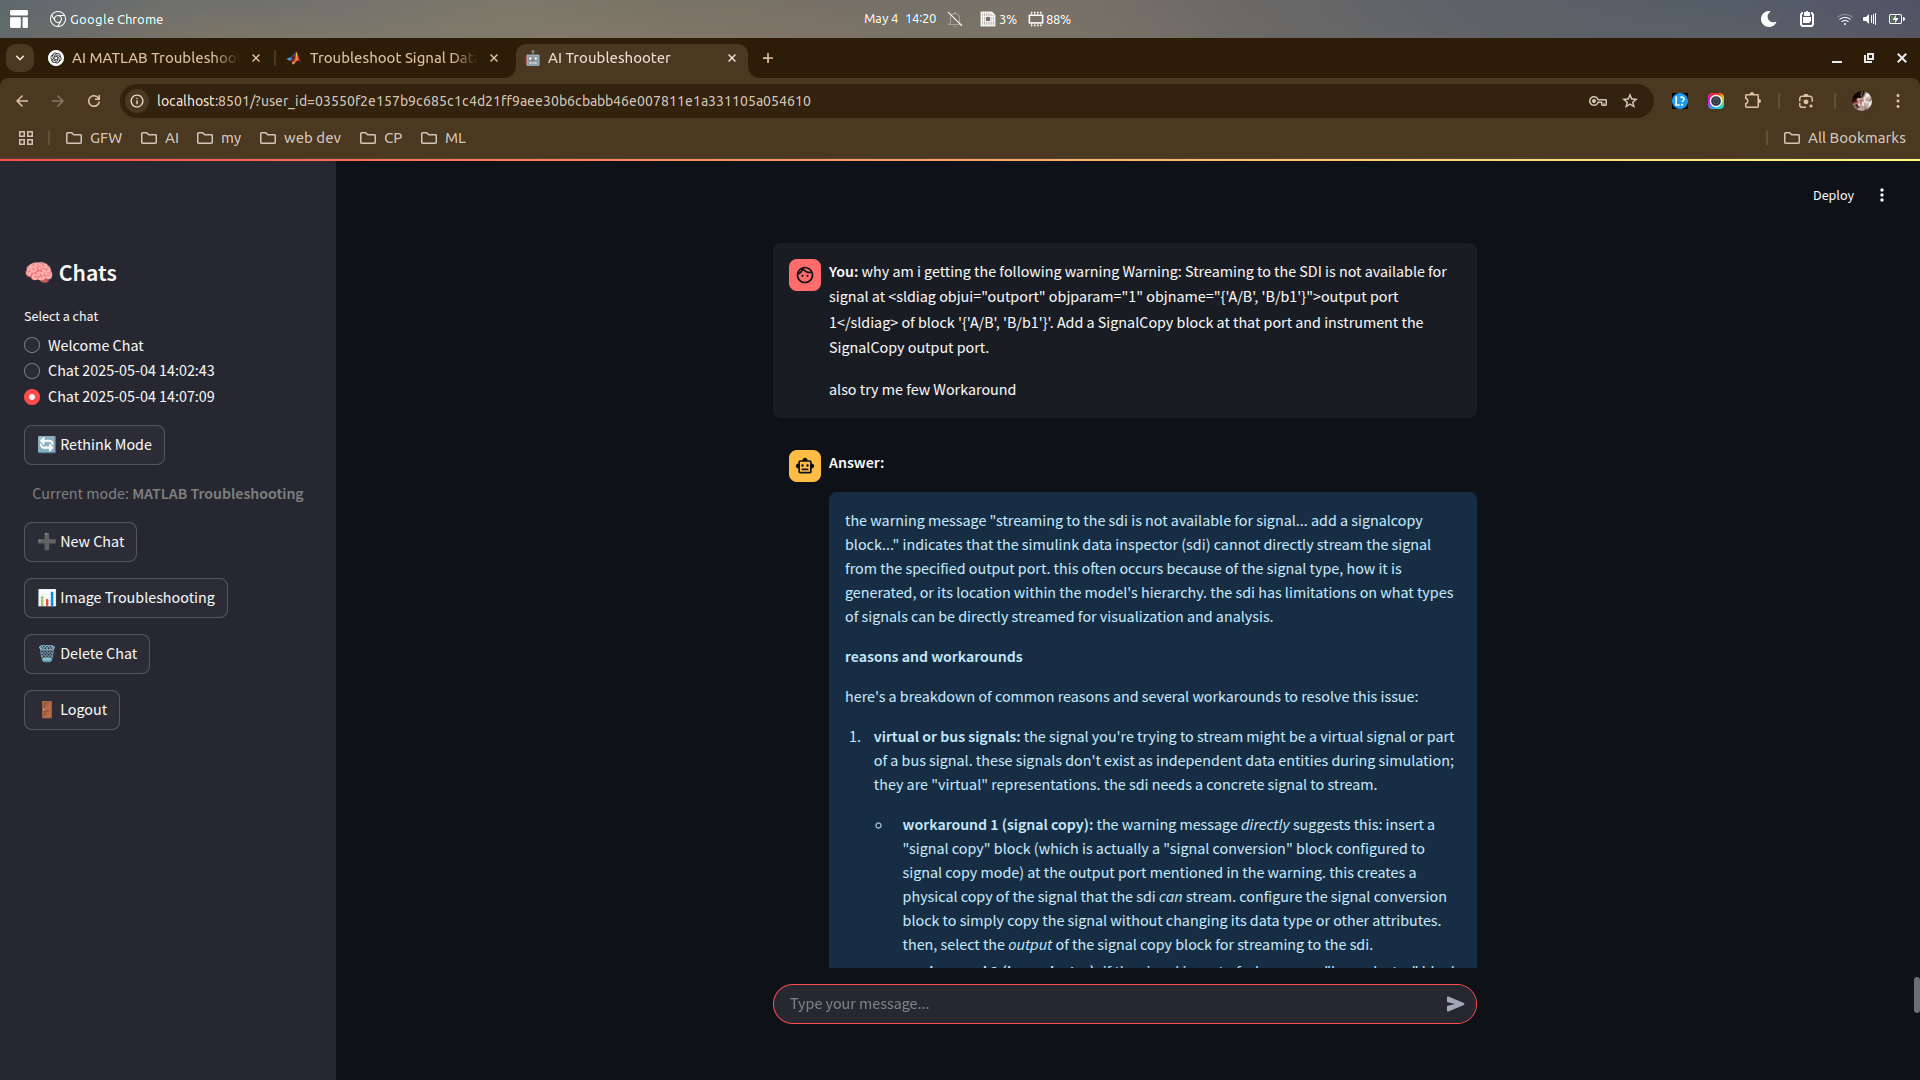 Google Chrome
May 4 14:20
3%
88%
AI MATLAB Troubleshoo
Troubleshoot Signal Dat
AI Troubleshooter
localhost:8501/?user_id=03550f2e157b9c685c1c4d21ff9aee30b6cbabb46e007811e1a331105a054610
GFW
AI
my
web dev
CP
ML
All Bookmarks
Deploy
Chats
Select a chat
Welcome Chat
Chat 2025-05-04 14:02:43
Chat 2025-05-04 14:07:09
Rethink Mode
Current mode: MATLAB Troubleshooting
New Chat
Image Troubleshooting
Delete Chat
Logout
You: why am i getting the following warning Warning: Streaming to the SDI is not available for
signal at <sldiag objui="outport" objparam="1" objname="{'A/B', 'B/b1'}">output port
1</sldiag> of block '{'A/B', 'B/b1'}'. Add a SignalCopy block at that port and instrument the
SignalCopy output port.
also try me few Workaround
Answer:
the warning message "streaming to the sdi is not available for signal... add a signalcopy
block..." indicates that the simulink data inspector (sdi) cannot directly stream the signal
from the specified output port. this often occurs because of the signal type, how it is
generated, or its location within the model's hierarchy. the sdi has limitations on what types
of signals can be directly streamed for visualization and analysis.
reasons and workarounds
here's a breakdown of common reasons and several workarounds to resolve this issue:
1. virtual or bus signals: the signal you're trying to stream might be a virtual signal or part
of a bus signal. these signals don't exist as independent data entities during simulation;
they are "virtual" representations. the sdi needs a concrete signal to stream.
workaround 1 (signal copy): the warning message directly suggests this: insert a
"signal copy" block (which is actually a "signal conversion" block configured to
signal copy mode) at the output port mentioned in the warning. this creates a
physical copy of the signal that the sdi can stream. configure the signal conversion
block to simply copy the signal without changing its data type or other attributes.
then, select the output of the signal copy block for streaming to the sdi.
Type your message...